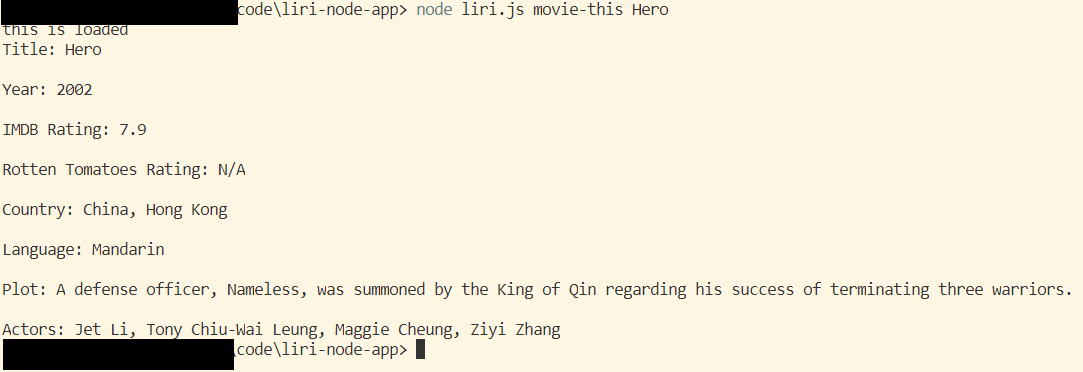 code\liri-node-app> node liri.js movie-this Hero
this is loaded
Title: Hero
Year: 2002
IMDB Rating: 7.9
Rotten Tomatoes Rating: N/A
Country: China, Hong Kong
Language: Mandarin
Plot: A defense officer, Nameless, was summoned by the King of Qin regarding his success of terminating three warriors.
Actors: Jet Li, Tony Chiu-Wai Leung, Maggie Cheung, Ziyi Zhang
\code\liri-node-app>